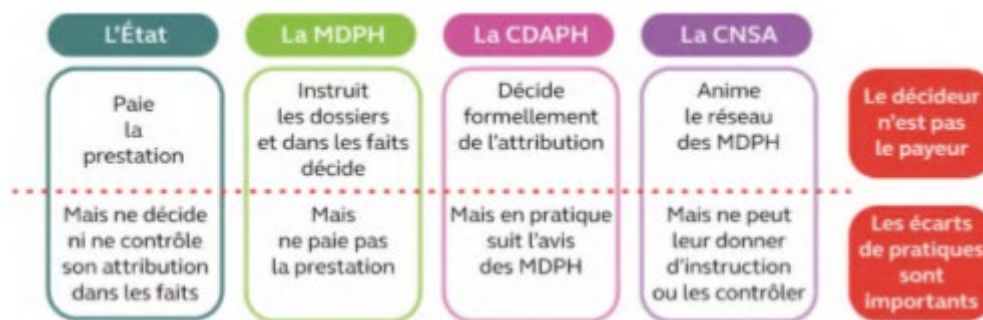 L'État
Paie
la
prestation
Mais ne décide
ni ne contrôle
son attribution
dans les faits
La MDPH
Instruit
les dossiers
et dans les faits
décide
Mais
ne paie pas
la prestation
La CDAPH
Décide
formellement
de l'attribution
Mais en pratique
suit l'avis
des MDPH
La CNSA
Anime
le réseau
des MDPH
Mais ne peut
leur donner
d'instruction
ou les contrôler
Le décideur
n'est pas
le payeur
Les écarts
de pratiques
sont
importants